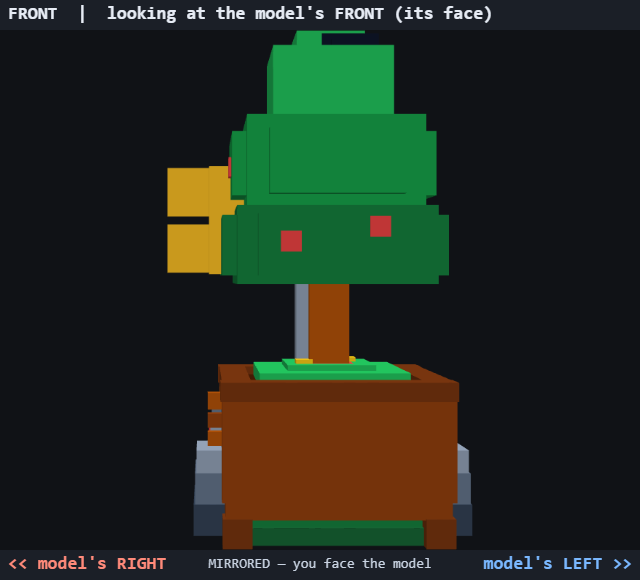 FRONT | looking at the model's FRONT (its face)
<< model's RIGHT MIRRORED — you face the model model's LEFT >>